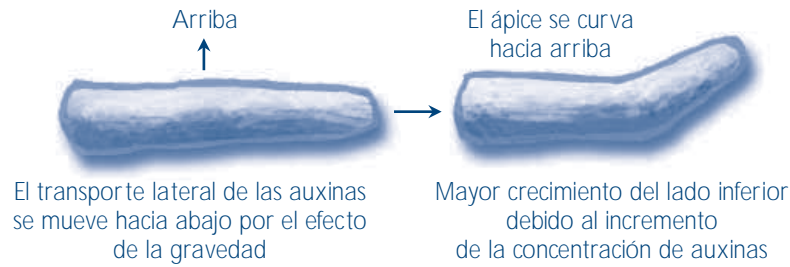 Arriba
El ápice se curva
hacia arriba
El transporte lateral de las auxinas
se mueve hacia abajo por el efecto
de la gravedad
Mayor crecimiento del lado inferior
debido al incremento
de la concentración de auxinas